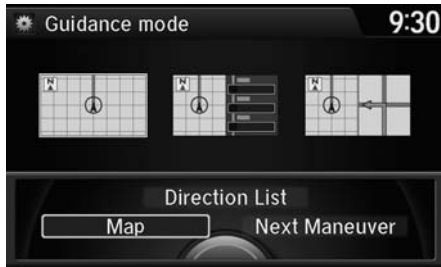 Guidance mode 9:30
N N N
Direction List
Map Next Maneuver